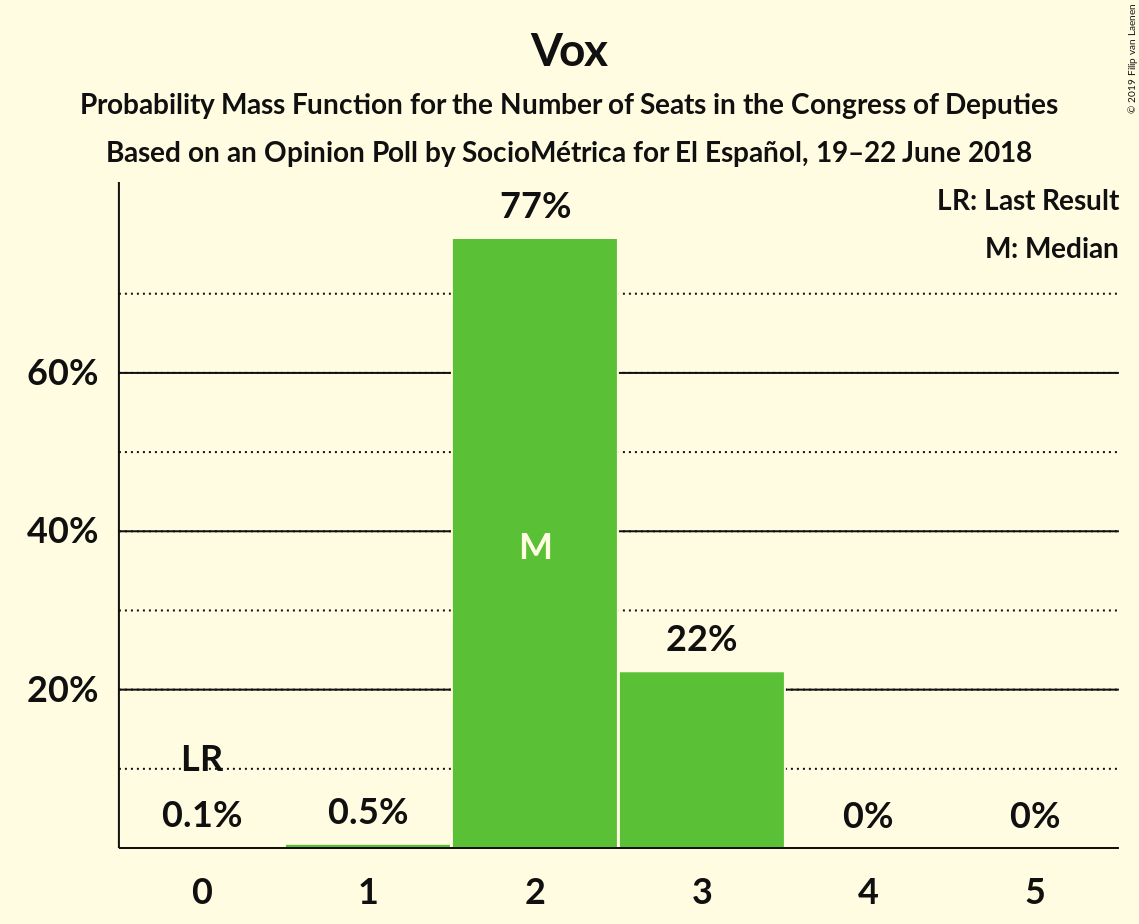 Vox
Probability Mass Function for the Number of Seats in the Congress of Deputies
Based on an Opinion Poll by SocioMétrica for El Español, 19–22 June 2018
© 2019 Filip van Laenen
LR: Last Result
M: Median
77%
60%
40%
M
22%
20%
LR
0.1%
0.5%
0%
0%
0
1
2
3
4
5